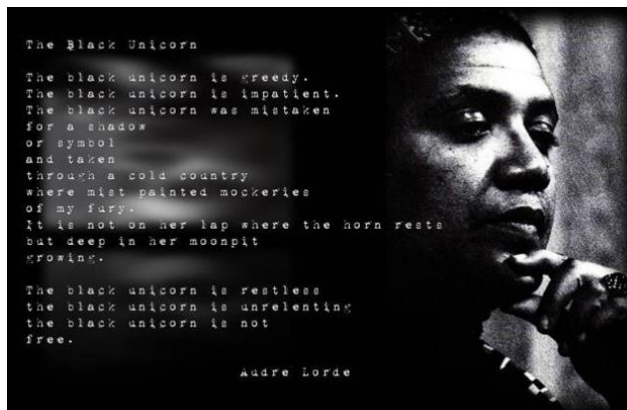 The Black Unicorn
The black unicorn is greedy.
The black unicorn is impatient.
The black unicorn was mistaken
for a shadow
or symbol
and taken
through a cold country
where mist painted mockeries
of my fury.
It is not on her lap where the horn rests
but deep in her moonpit
growing.
The black unicorn is restless
the black unicorn is unrelenting
the black unicorn is not
free.
Audre Lorde